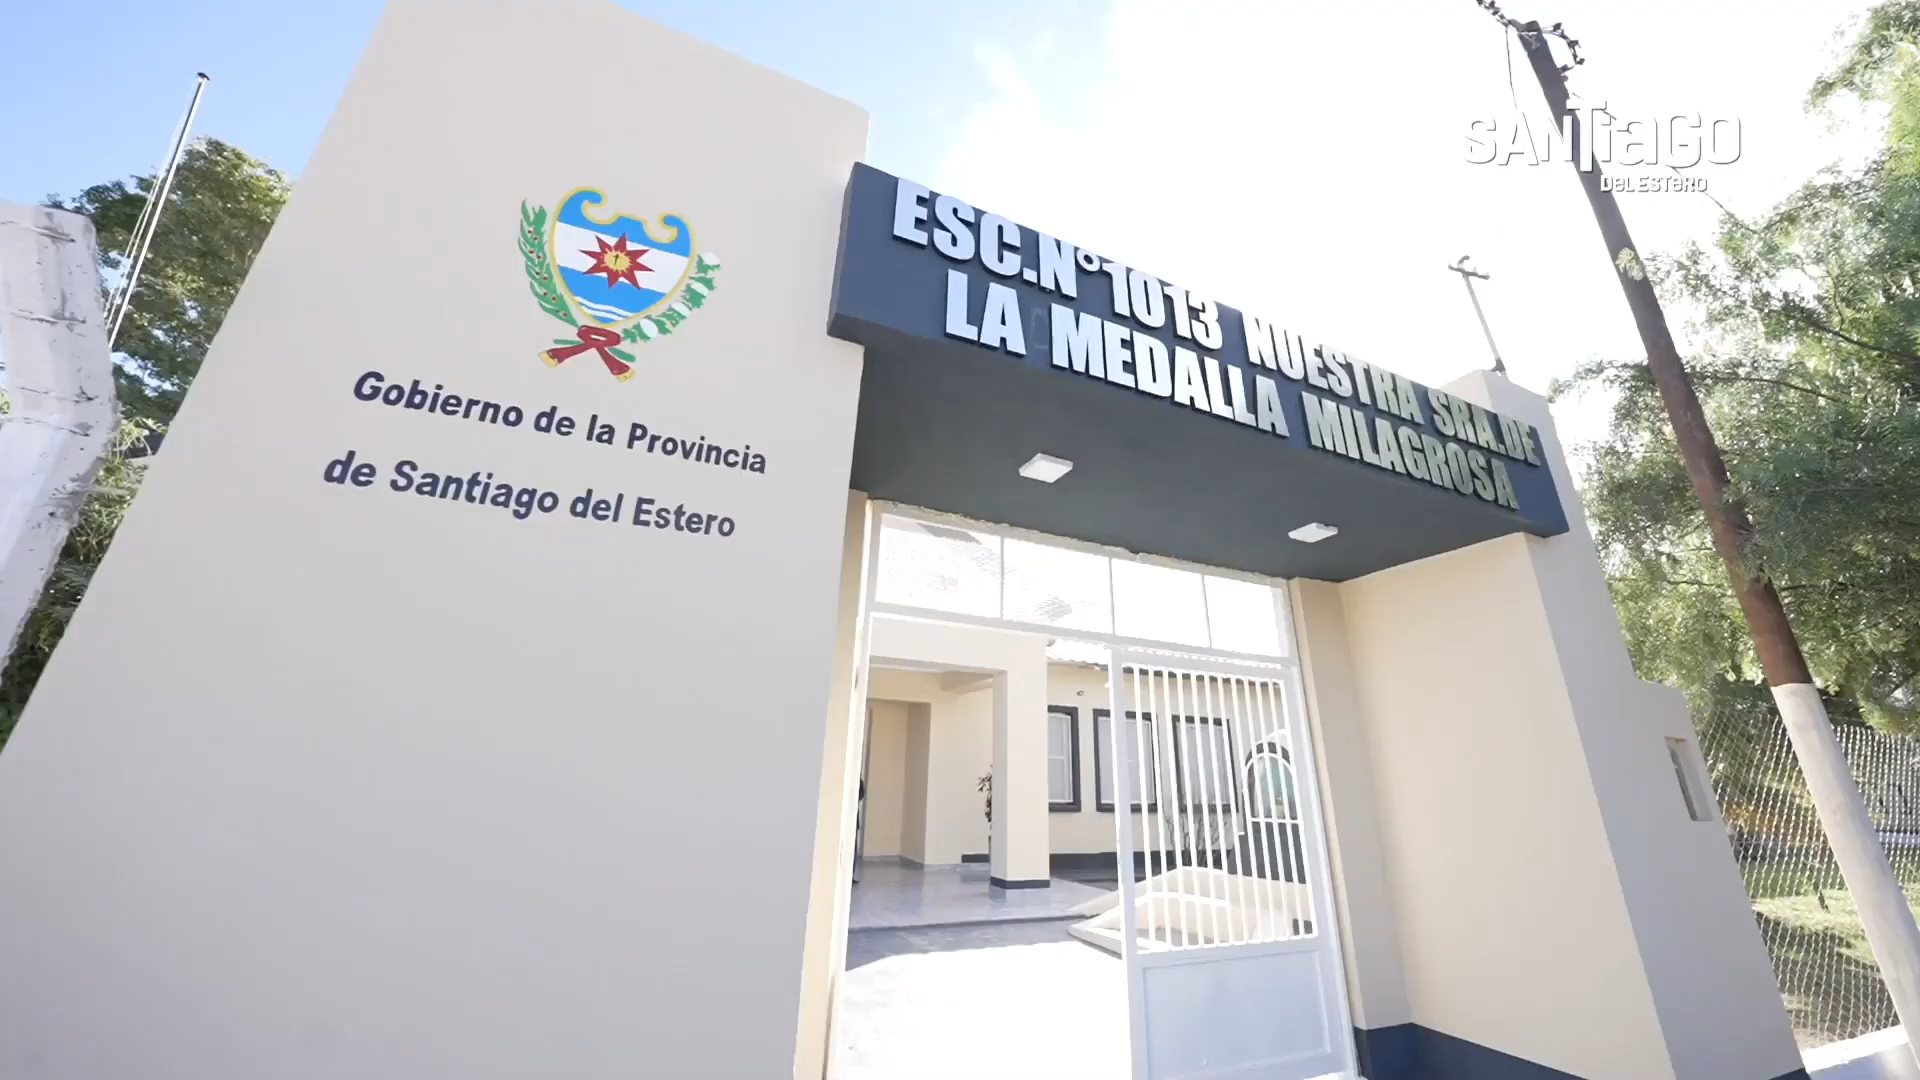 SANTIAGO
DEL ESTERO
ESC.N°1013 NUESTRA SRA.DE
LA MEDALLA MILAGROSA
Gobierno de la Provincia
de Santiago del Estero